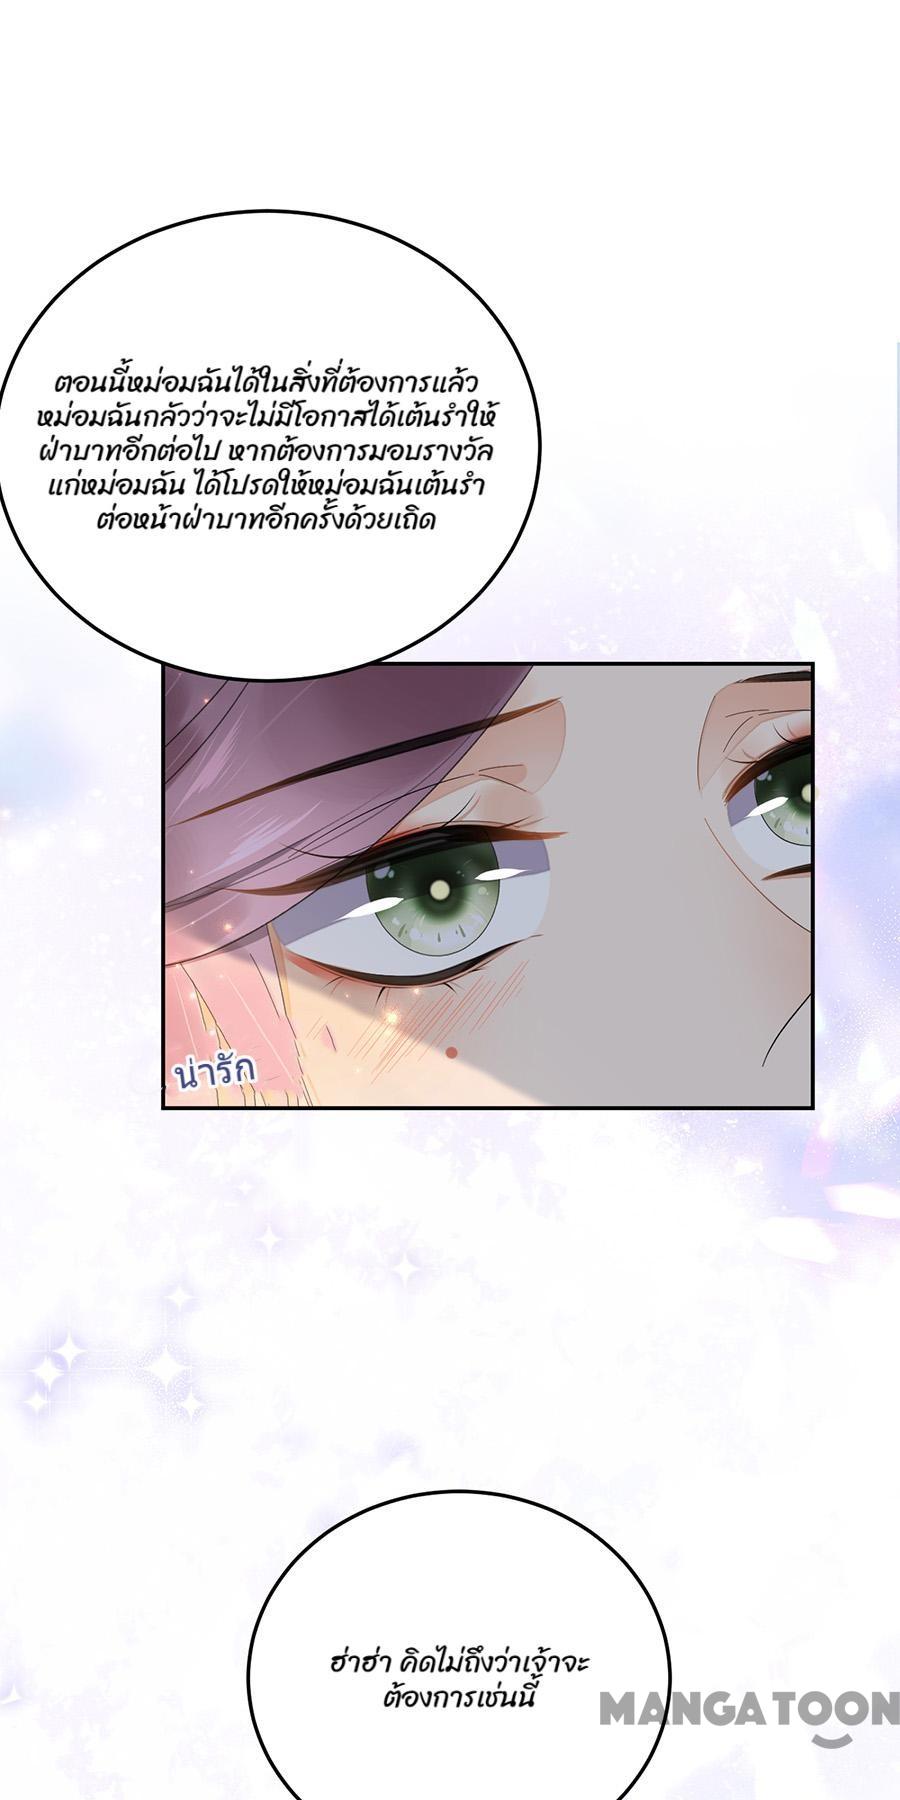 ตอนนี้หม่อมฉันได้ในสิ่งที่ต้องการแล้ว
หม่อมฉันกลัวว่าจะไม่มีโอกาสได้เต้นรำให้
ฝ่าบาทอีกต่อไป หากต้องการมอบรางวัล
แก่หม่อมฉัน ได้โปรดให้หม่อมฉันเต้นรำ
ต่อหน้าฝ่าบาทอีกครั้งด้วยเถิด
น่ารัก
ฮ่าฮ่า คิดไม่ถึงว่าเจ้าจะ
ต้องการเช่นนี้
MANGATOON